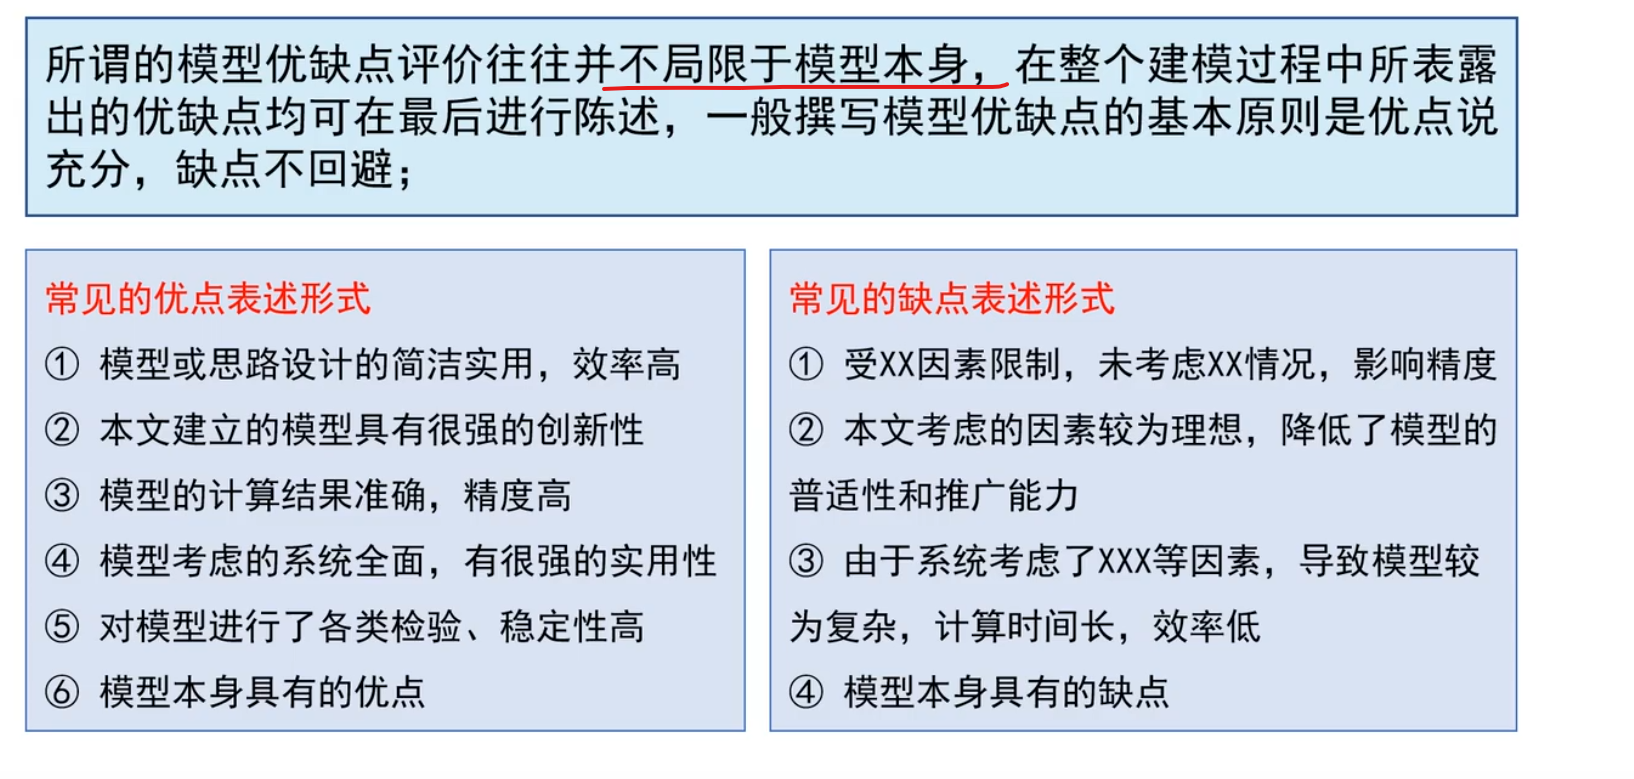 所谓的模型优缺点评价往往并不局限于模型本身，在整个建模过程中所表露
出的优缺点均可在最后进行陈述，一般撰写模型优缺点的基本原则是优点说
充分，缺点不回避；
常见的优点表述形式
① 模型或思路设计的简洁实用，效率高
② 本文建立的模型具有很强的创新性
③ 模型的计算结果准确，精度高
④ 模型考虑的系统全面，有很强的实用性
⑤ 对模型进行了各类检验、稳定性高
⑥ 模型本身具有的优点
常见的缺点表述形式
① 受XX因素限制，未考虑XX情况，影响精度
② 本文考虑的因素较为理想，降低了模型的
普适性和推广能力
③ 由于系统考虑了XXX等因素，导致模型较
为复杂，计算时间长，效率低
④ 模型本身具有的缺点